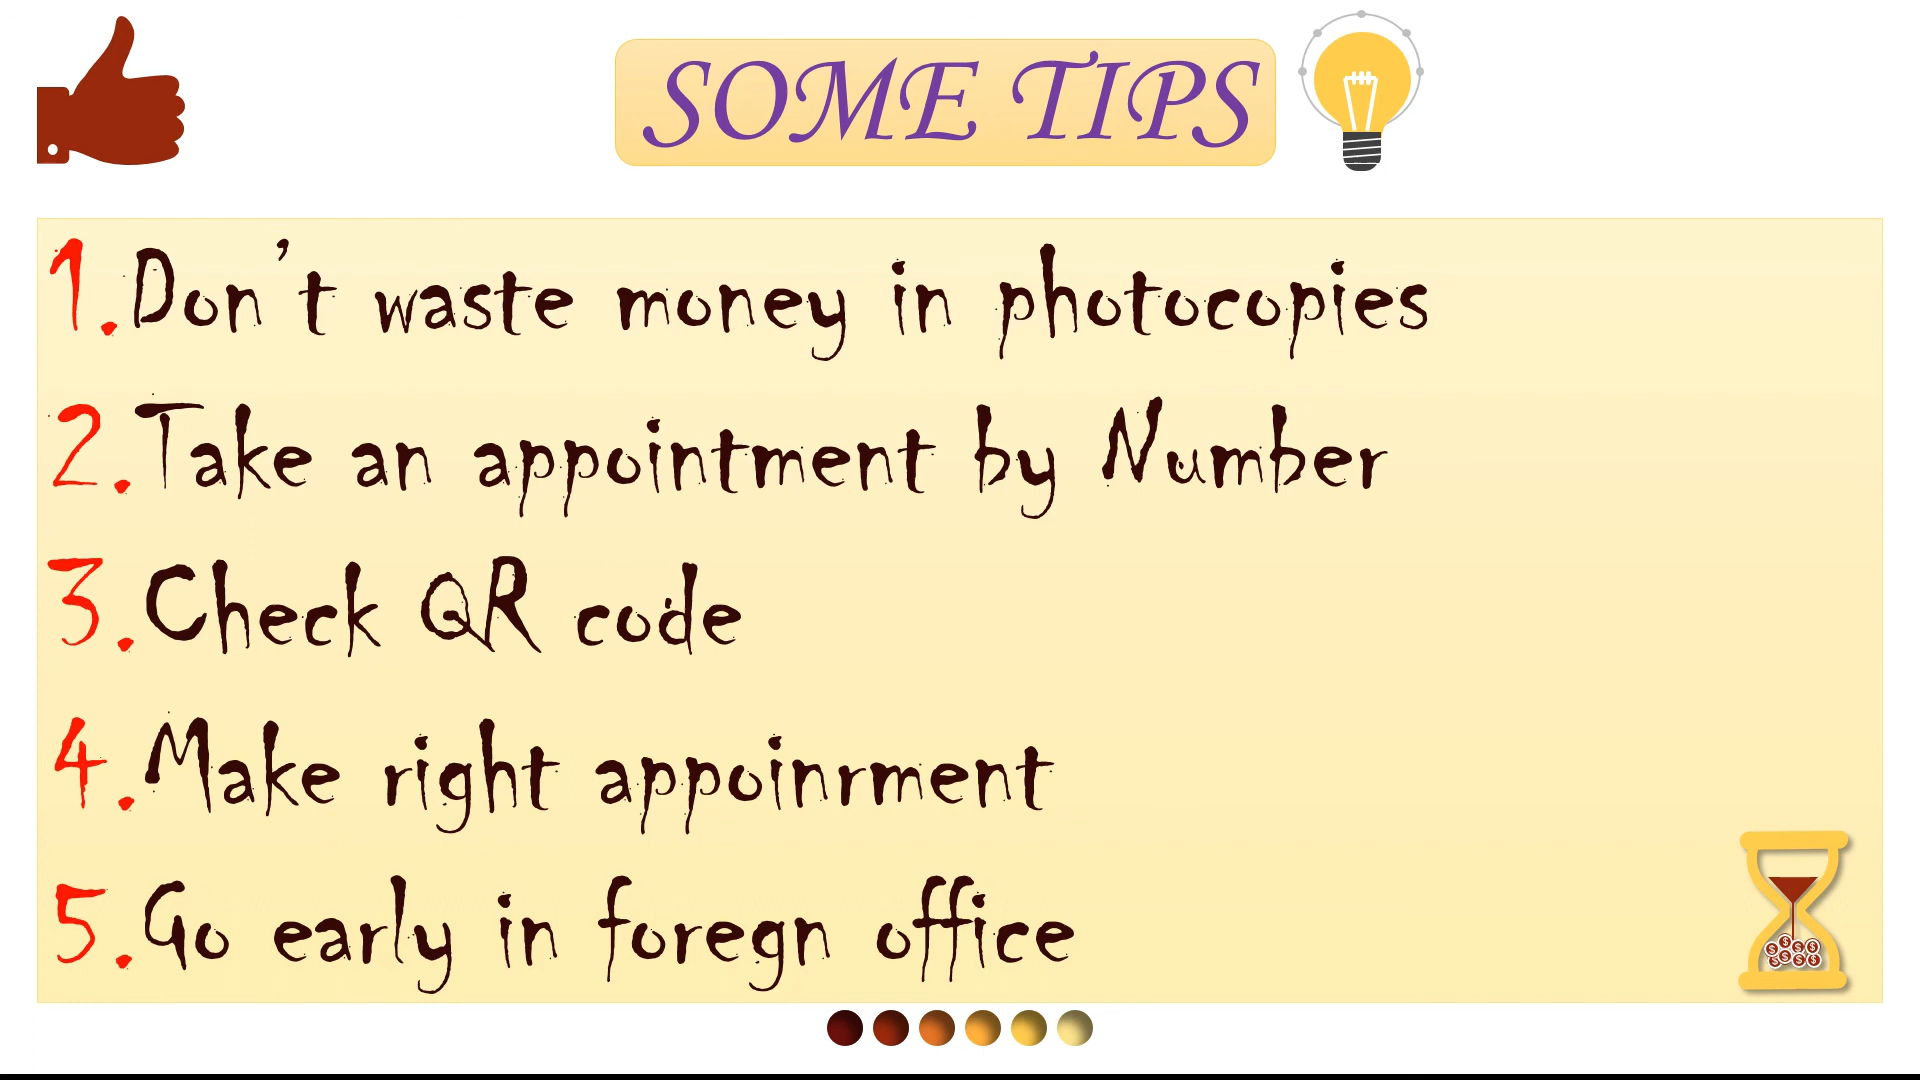 SOME TIPS
1.Don't waste money in photocopies
2.Take an appointment by Number
3.Check QR code
4.Make right appoinrment
5.Go early in foregn office